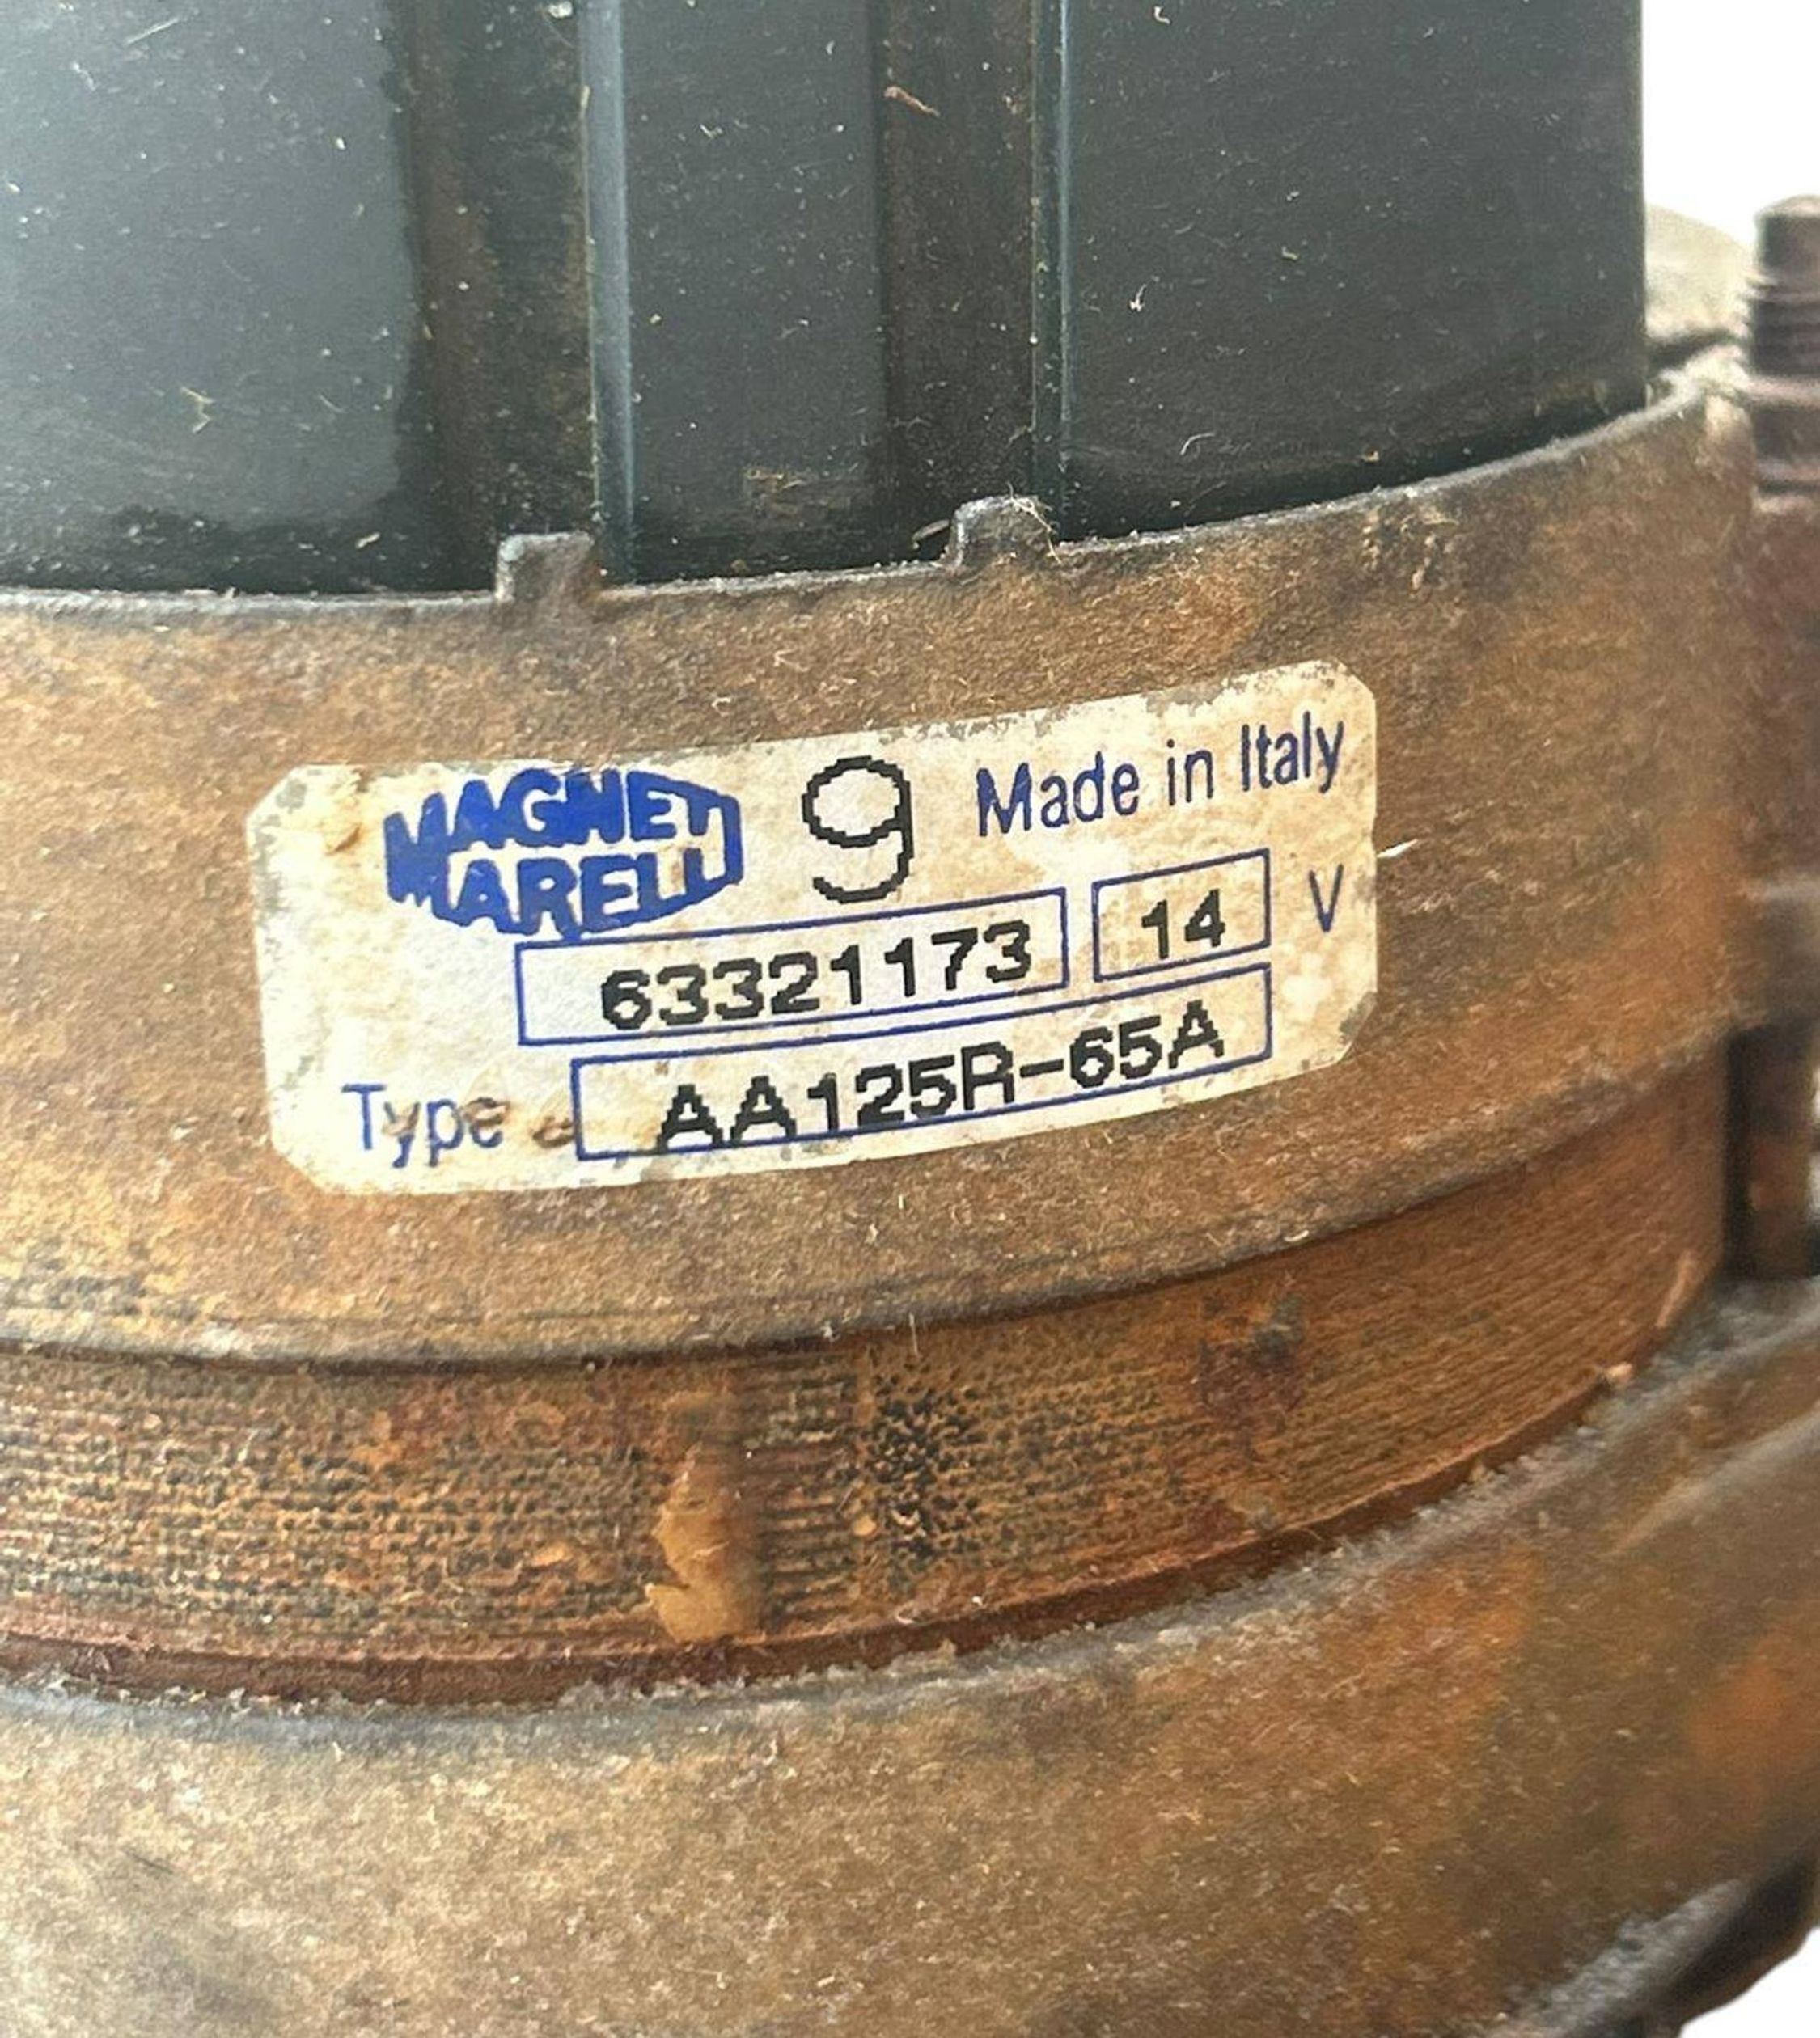 MAGNETI
MARELLI
9 Made in Italy
63321173 14 V
Type AA125R-65A